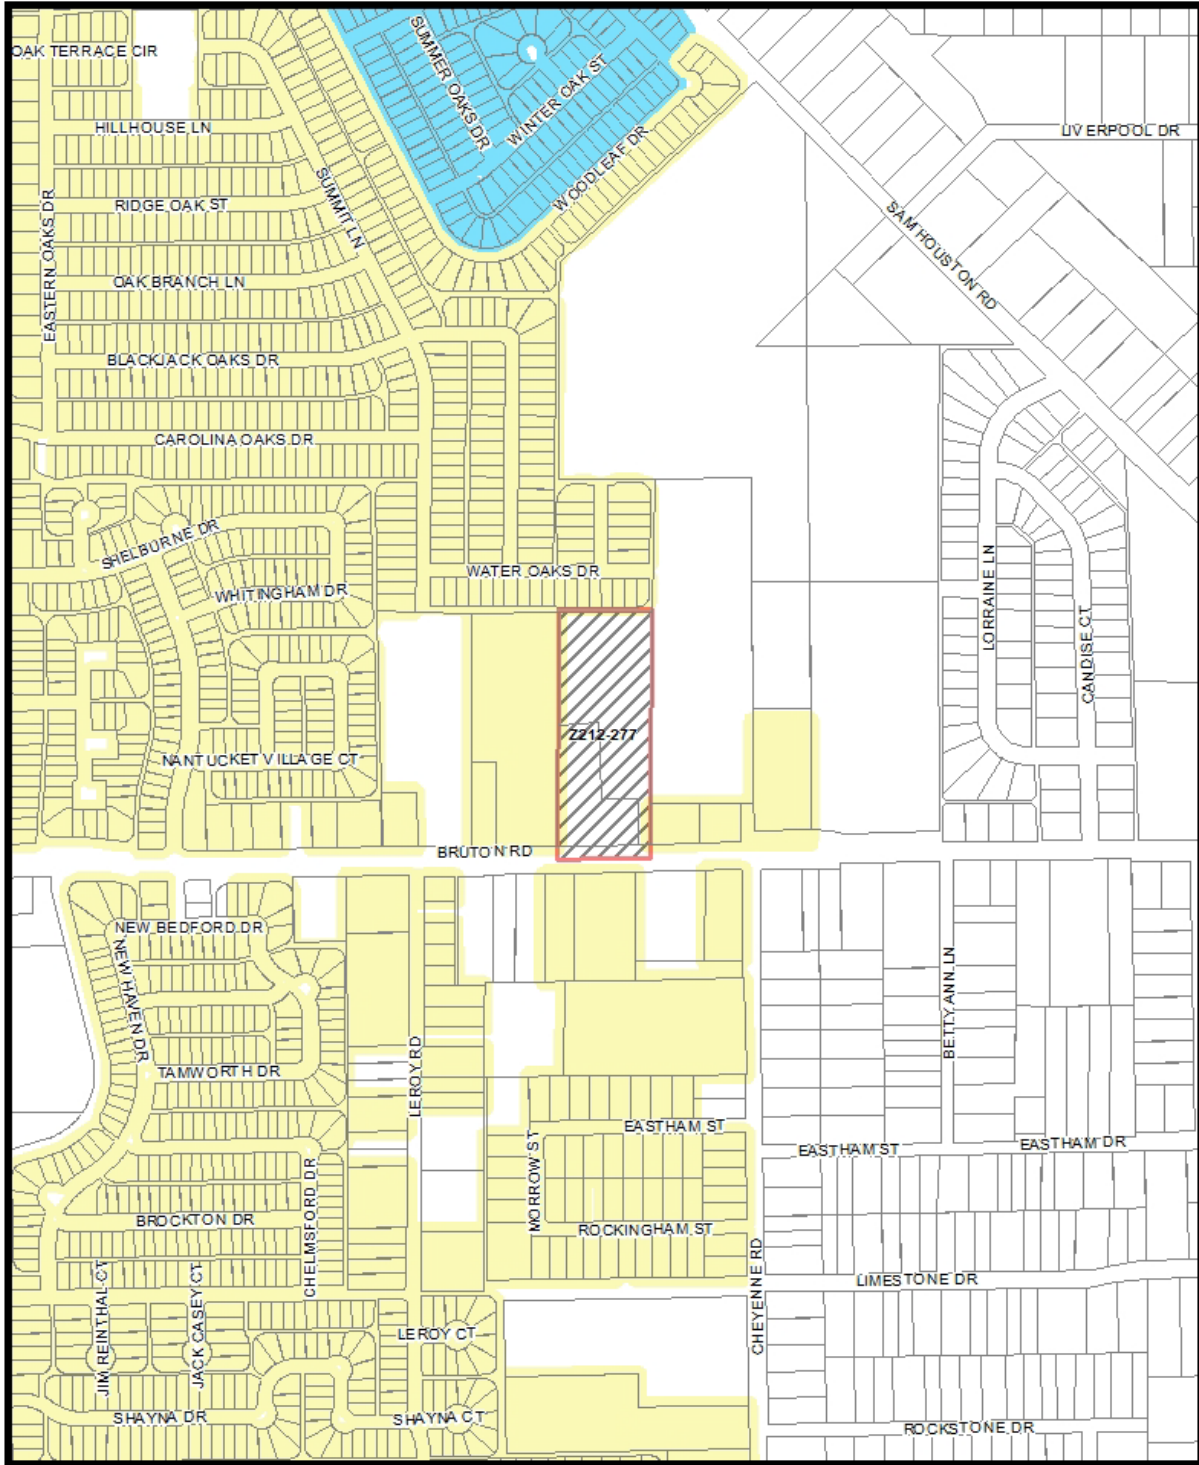 OAK TERRACE CIR
SUMMER OAKS DR
WINTER OAK ST
HILLHOUSE LN
LIVERPOOL DR
WOODLEAF DR
SUMMIT LN
RIDGE OAK ST
EASTERN OAKS DR
SAM HOUSTON RD
OAK BRANCH LN
BLACKJACK OAKS DR
CAROLINA OAKS DR
SHELBURNE DR
WATER OAKS DR
WHITINGHAM DR
LORRAINE LN
CANDISE CT
Z212-277
NANTUCKET VILLAGE CT
BRUTON RD
NEW BEDFORD DR
NEW HAVEN DR
BETTY ANN LN
TAMWORTH DR
LEROY RD
EASTHAM ST
MORROW ST
EASTHAM ST
EASTHAM DR
CHELMSFORD DR
BROCKTON DR
ROCKINGHAM ST
CHEYENNE RD
LIMESTONE DR
JIM REINTHAL CT
JACK CASEY CT
LEROY CT
SHAYNA DR
SHAYNA CT
ROCKSTONE DR